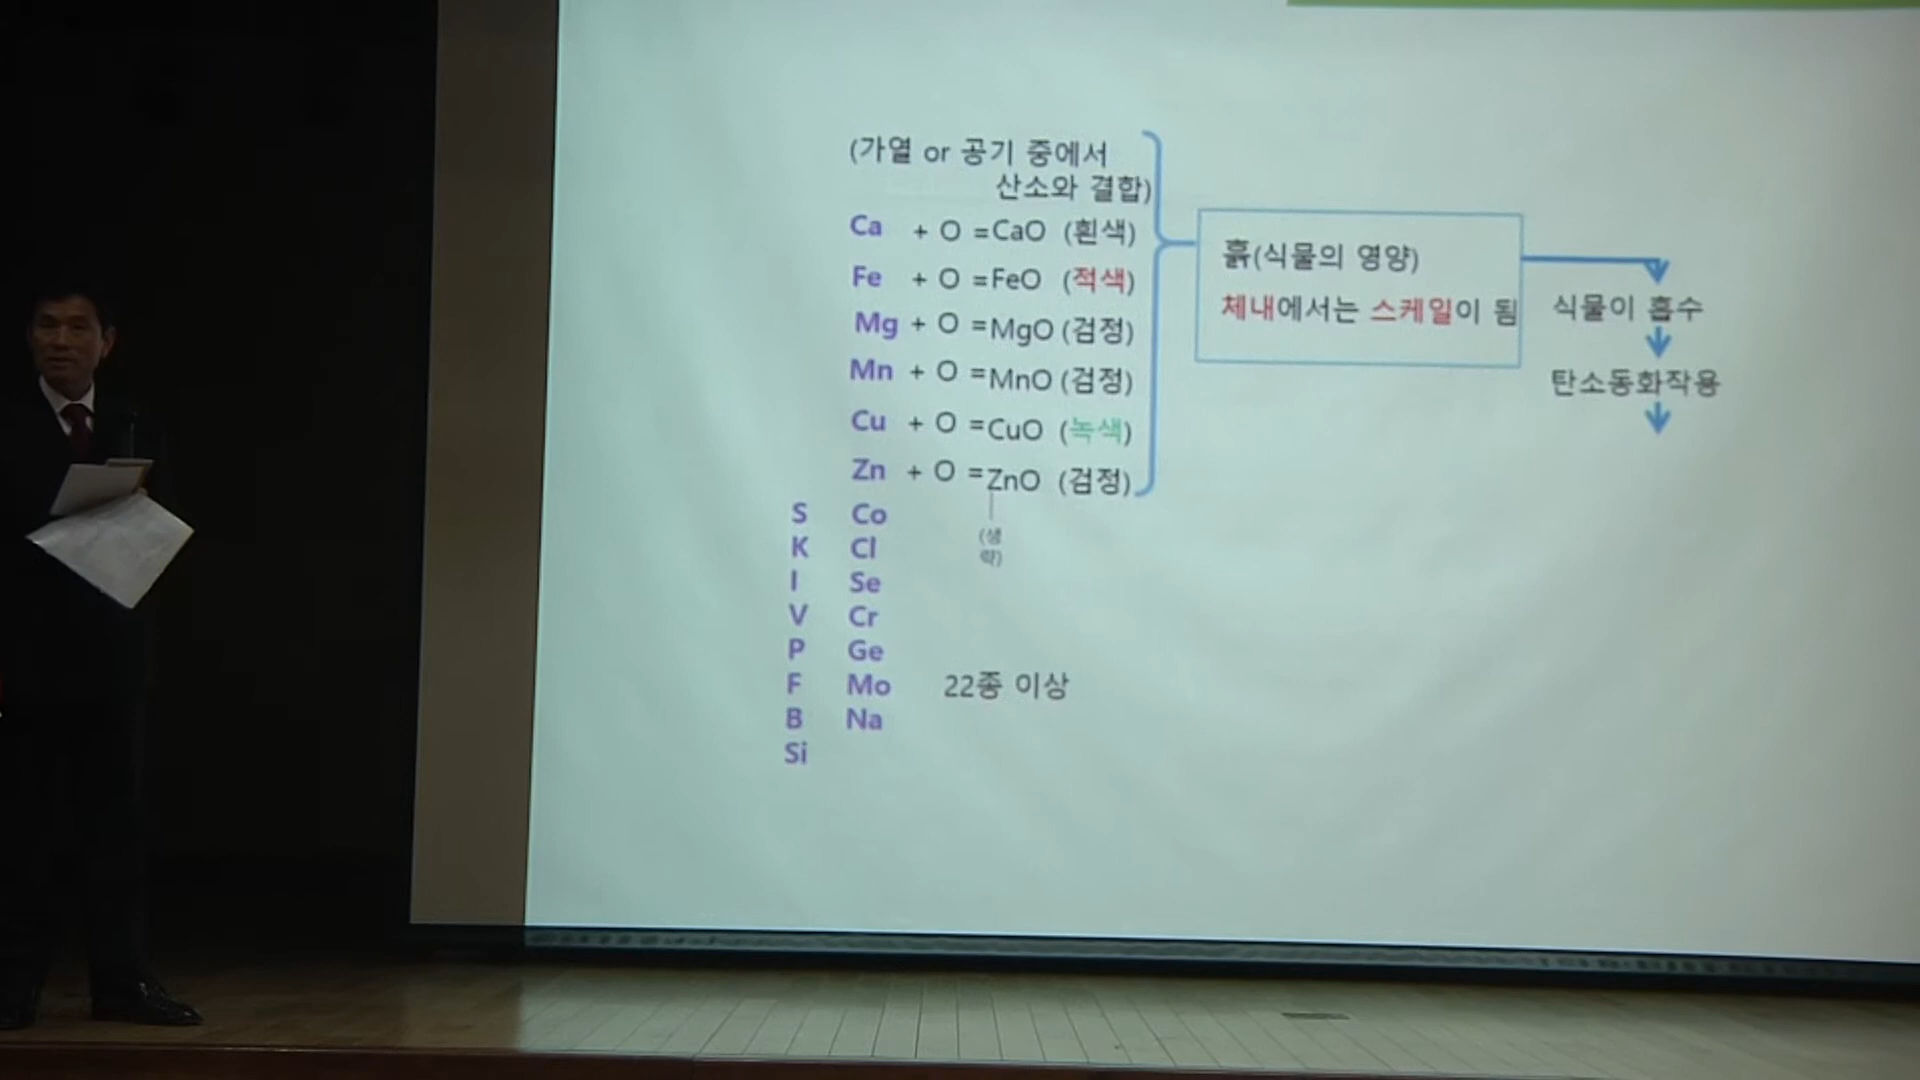 (가열 or 공기 중에서
산소와 결합)
Ca + O =CaO (흰색)
Fe + O =FeO (적색)
Mg + O =MgO (검정)
Mn + O =MnO (검정)
Cu + O =CuO (녹색)
Zn + O =ZnO (검정)
(생
략)
S Co
K Cl
I Se
V Cr
P Ge
F Mo 22종 이상
B Na
Si
흙(식물의 영양)
체내에서는 스케일이 됨
식물이 흡수
탄소동화작용